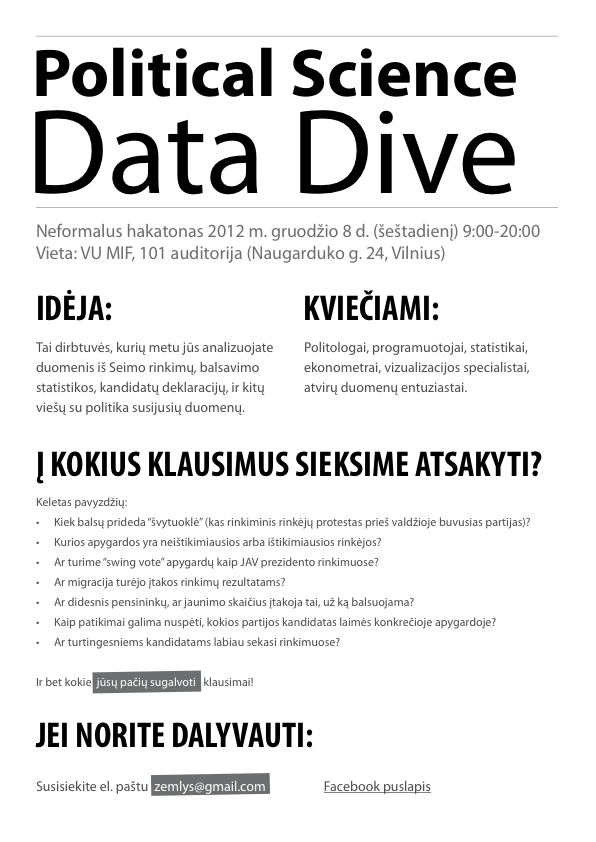 Political Science
Data Dive
Neformalus hakatonas 2012 m. gruodžio 8 d. (šeštadienį) 9:00-20:00
Vieta: VU MIF, 101 auditorija (Naugarduko g. 24, Vilnius)
IDĖJA:
Tai dirbtuvės, kurių metu jūs analizuojate
duomenis iš Seimo rinkimų, balsavimo
statistikos, kandidatų deklaracijų, ir kitų
viešų su politika susijusių duomenų.
KVIEČIAMI:
Politologai, programuotojai, statistikai,
ekonometrai, vizualizacijos specialistai,
atvirų duomenų entuziastai.
Į KOKIUS KLAUSIMUS SIEKSIME ATSAKYTI?
Keletas pavyzdžių:
• Kiek balsų prideda “švytuoklė” (kas rinkiminis rinkėjų protestas prieš valdžioje buvusias partijas)?
• Kurios apygardos yra neištikimiausios arba ištikimiausios rinkėjos?
• Ar turime “swing vote” apygardų kaip JAV prezidento rinkimuose?
• Ar migracija turėjo įtakos rinkimų rezultatams?
• Ar didesnis pensininkų, ar jaunimo skaičius įtakoja tai, už ką balsuojama?
• Kaip patikimai galima nuspėti, kokios partijos kandidatas laimės konkrečioje apygardoje?
• Ar turtingesniems kandidatams labiau sekasi rinkimuose?
Ir bet kokie jūsų pačių sugalvoti klausimai!
JEI NORITE DALYVAUTI:
Susisiekite el. paštu zemlys@gmail.com Facebook puslapis